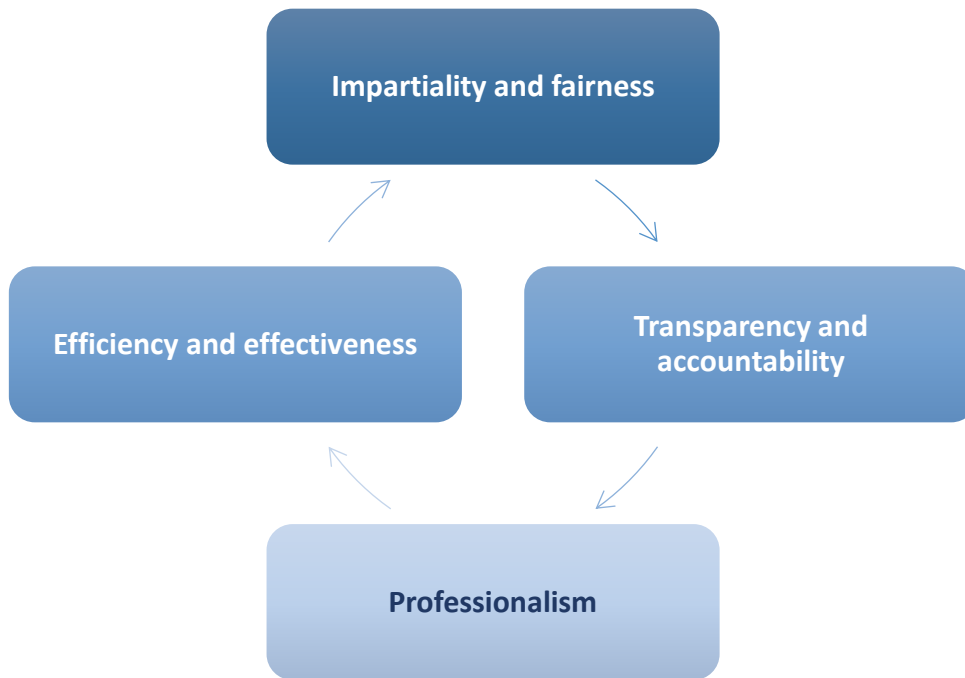 Impartiality and fairness
Efficiency and effectiveness
Transparency and
accountability
Professionalism